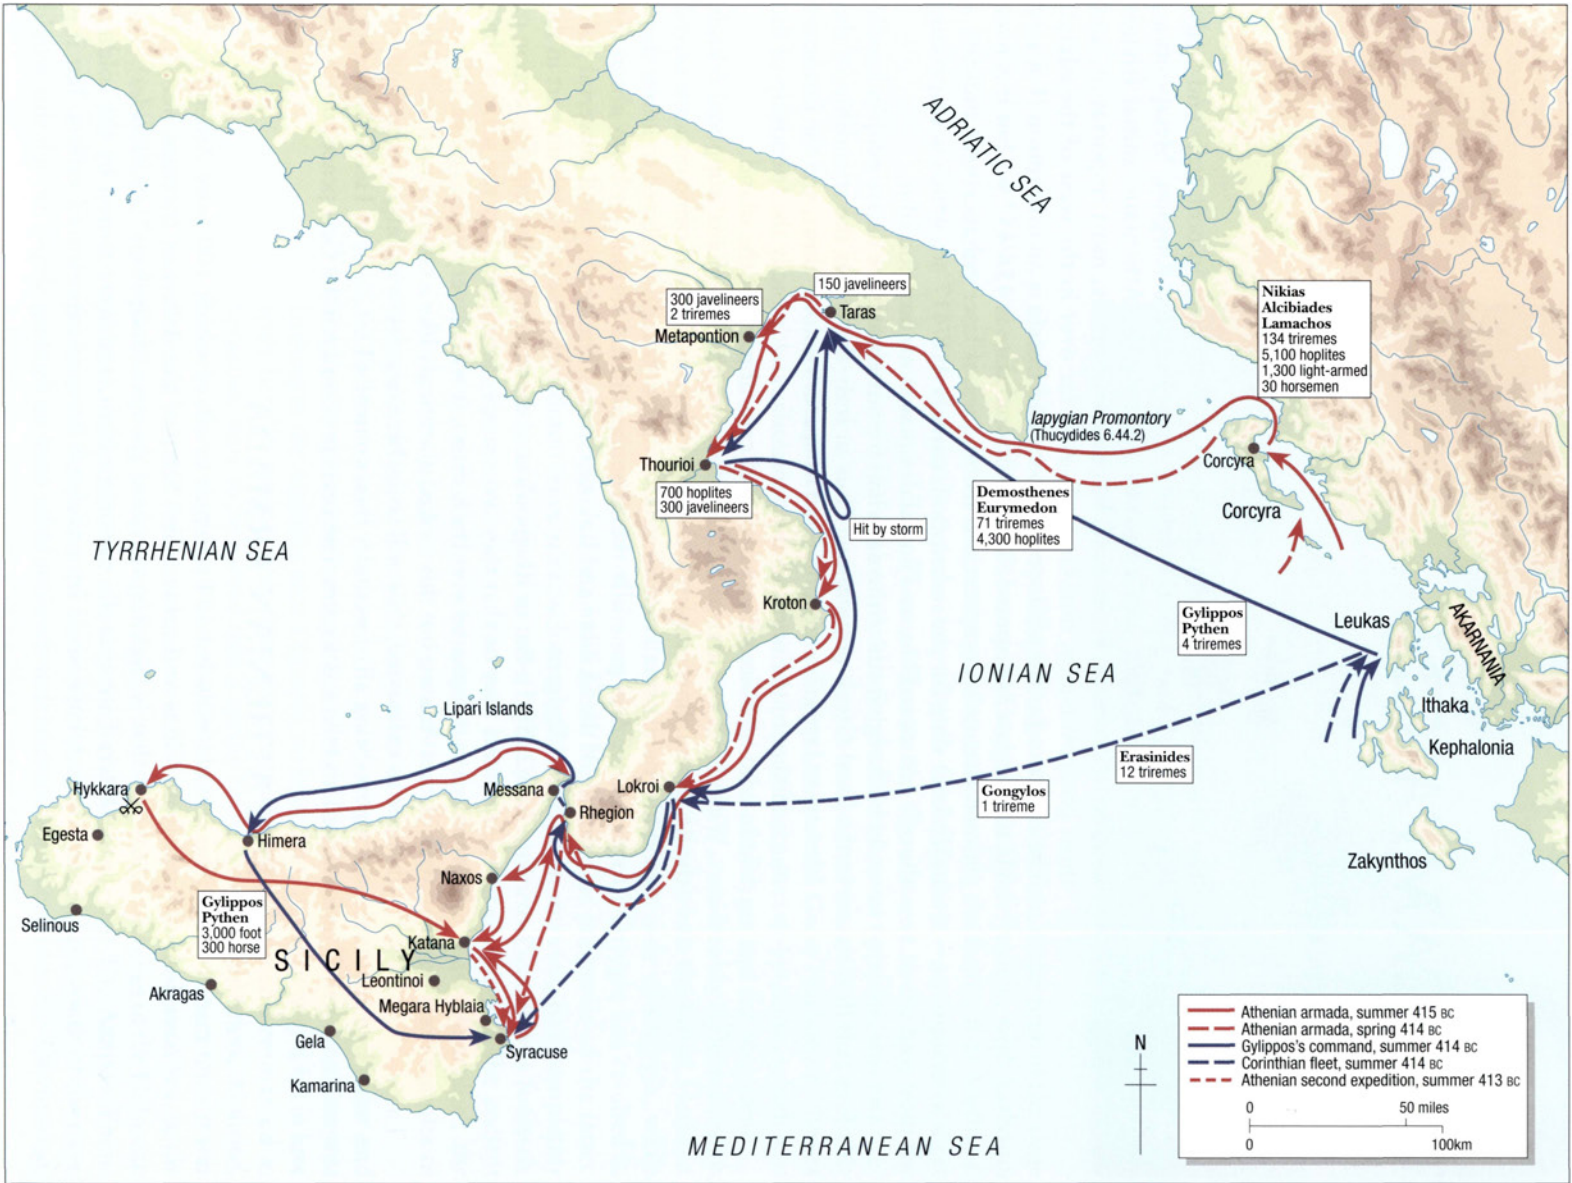 ADRIATIC SEA
150 javelineers
300 javelineers
2 triremes
Taras
Metapontion
Nikias
Alcibiades
Lamachos
134 triremes
5,100 hoplites
1,300 light-armed
30 horsemen
Iapygian Promontory
(Thucydides 6.44.2)
Thourioi
Corcyra
700 hoplites
300 javelineers
Demosthenes
Eurymedon
71 triremes
4,300 hoplites
Corcyra
Hit by storm
TYRRHENIAN SEA
Kroton
Gylippos
Pythen
4 triremes
Leukas
AKARNANIA
IONIAN SEA
Ithaka
Lipari Islands
Kephalonia
Erasinides
12 triremes
Hykkara
Messana
Lokroi
Gongylos
1 trireme
Rhegion
Egesta
Himera
Zakynthos
Naxos
Gylippos
Pythen
3,000 foot
300 horse
Selinous
Katana
SICILY
Leontinoi
Akragas
Megara Hyblaia
Gela
Syracuse
Kamarina
N
Athenian armada, summer 415 BC
Athenian armada, spring 414 BC
Gylippos's command, summer 414 BC
Corinthian fleet, summer 414 BC
Athenian second expedition, summer 413 BC
0 50 miles
0 100km
MEDITERRANEAN SEA